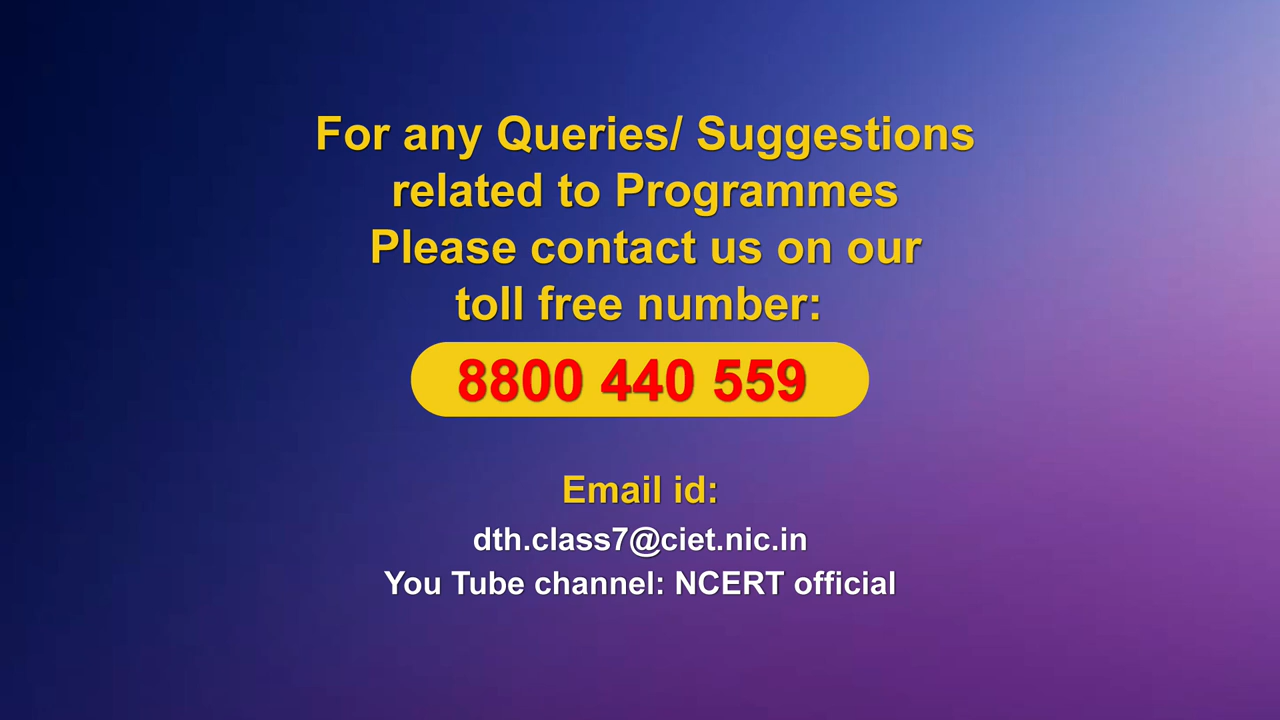 For any Queries/ Suggestions
related to Programmes
Please contact us on our
toll free number:
8800 440 559
Email id:
dth.class7@ciet.nic.in
You Tube channel: NCERT official